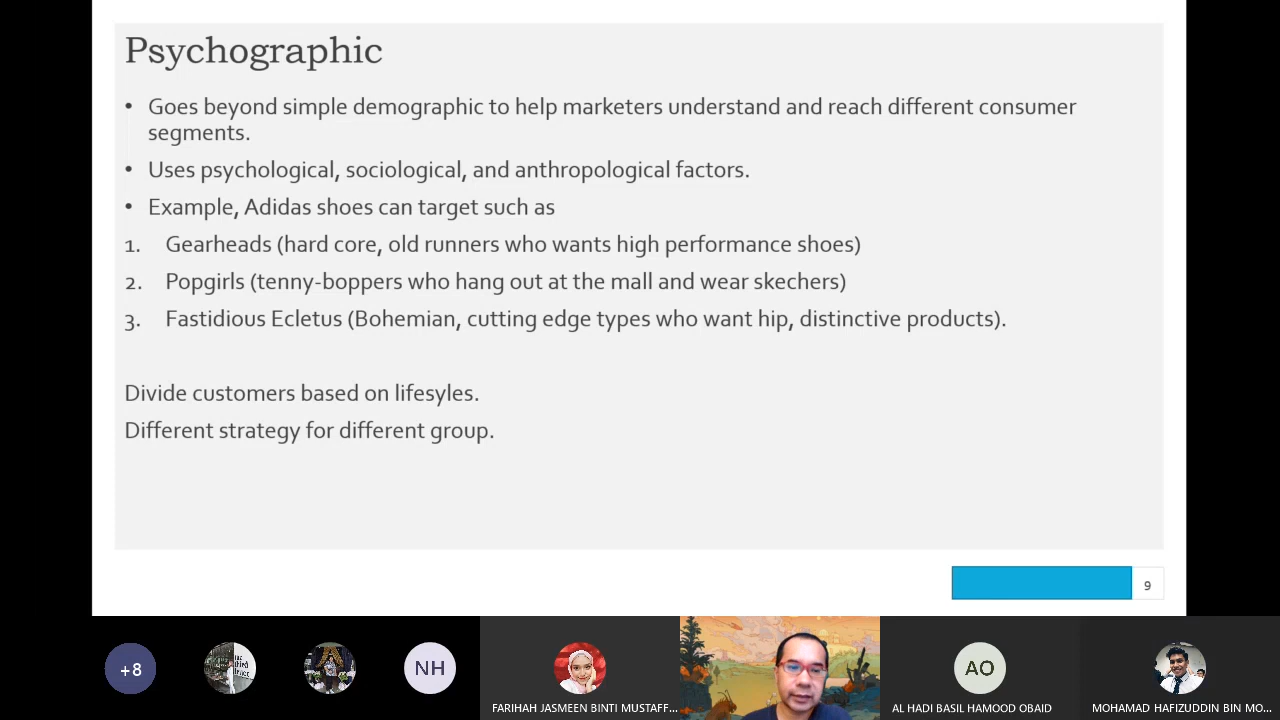 Psychographic
• Goes beyond simple demographic to help marketers understand and reach different consumer
segments.
• Uses psychological, sociological, and anthropological factors.
• Example, Adidas shoes can target such as
1. Gearheads (hard core, old runners who wants high performance shoes)
2. Popgirls (tenny-boppers who hang out at the mall and wear skechers)
3. Fastidious Ecletus (Bohemian, cutting edge types who want hip, distinctive products).
Divide customers based on lifesyles.
Different strategy for different group.
9
+8
NH
AO
FARIHAH JASMEEN BINTI MUSTAFF...
AL HADI BASIL HAMOOD OBAID
MOHAMAD HAFIZUDDIN BIN MO...